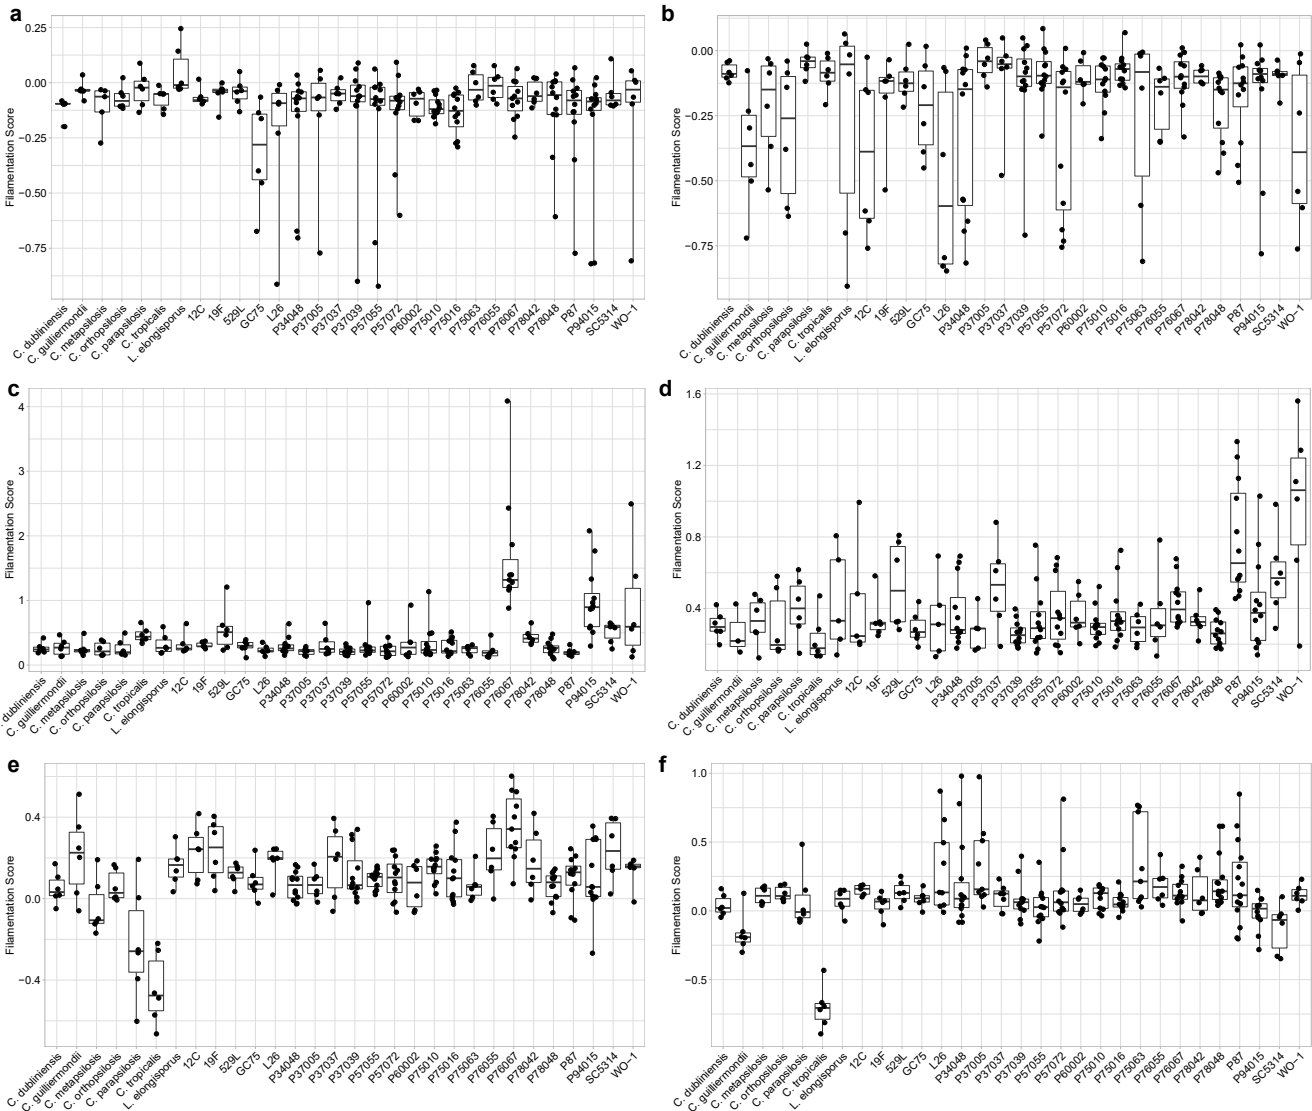 a
Filamentation Score
0.25
0.00
−0.25
−0.50
−0.75
C. dubiniensis
C. guilliermondii
C. metapsilosis
C. orthopsilosis
C. parapsilosis
C. tropicalis
L. elongisporus
12C
19F
529L
GC75
L26
P34048
P37005
P37037
P37039
P57055
P57072
P60002
P75010
P75016
P75063
P76055
P76067
P78042
P78048
P87
P94015
SC5314
WO−1
b
Filamentation Score
0.00
−0.25
−0.50
−0.75
C. dubiniensis
C. guilliermondii
C. metapsilosis
C. orthopsilosis
C. parapsilosis
C. tropicalis
L. elongisporus
12C
19F
529L
GC75
L26
P34048
P37005
P37037
P37039
P57055
P57072
P60002
P75010
P75016
P75063
P76055
P76067
P78042
P78048
P87
P94015
SC5314
WO−1
c
Filamentation Score
4
3
2
1
0
. dubiniensis
C. guilliermondii
C. metapsilosis
C. orthopsilosis
C. parapsilosis
C. tropicalis
L. elongisporus
12C
19F
529L
GC75
L26
P34048
P37005
P37037
P37039
P57055
P57072
P60002
P75010
P75016
P75063
P76055
P76067
P78042
P78048
P87
P94015
SC5314
WO−1
d
Filamentation Score
1.6
1.2
0.8
0.4
C. dubiniensis
C. guilliermondii
C. metapsilosis
C. orthopsilosis
C. parapsilosis
C. tropicalis
L. elongisporus
12C
19F
529L
GC75
L26
P34048
P37005
P37037
P37039
P57055
P57072
P60002
P75010
P75016
P75063
P76055
P76067
P78042
P78048
P87
P94015
SC5314
WO−1
e
Filamentation Score
0.4
0.0
−0.4
C. dubiniensis
C. guilliermondii
C. metapsilosis
C. orthopsilosis
C. parapsilosis
C. tropicalis
L. elongisporus
12C
19F
529L
GC75
L26
P34048
P37005
P37037
P37039
P57055
P57072
P60002
P75010
P75016
P75063
P76055
P76067
P78042
P78048
P87
P94015
SC5314
WO−1
f
Filamentation Score
1.0
0.5
0.0
−0.5
C. dubiniensis
C. guilliermondii
C. metapsilosis
C. orthopsilosis
C. parapsilosis
C. tropicalis
L. elongisporus
12C
19F
529L
GC75
L26
P34048
P37005
P37037
P37039
P57055
P57072
P60002
P75010
P75016
P75063
P76055
P76067
P78042
P78048
P87
P94015
SC5314
WO−1